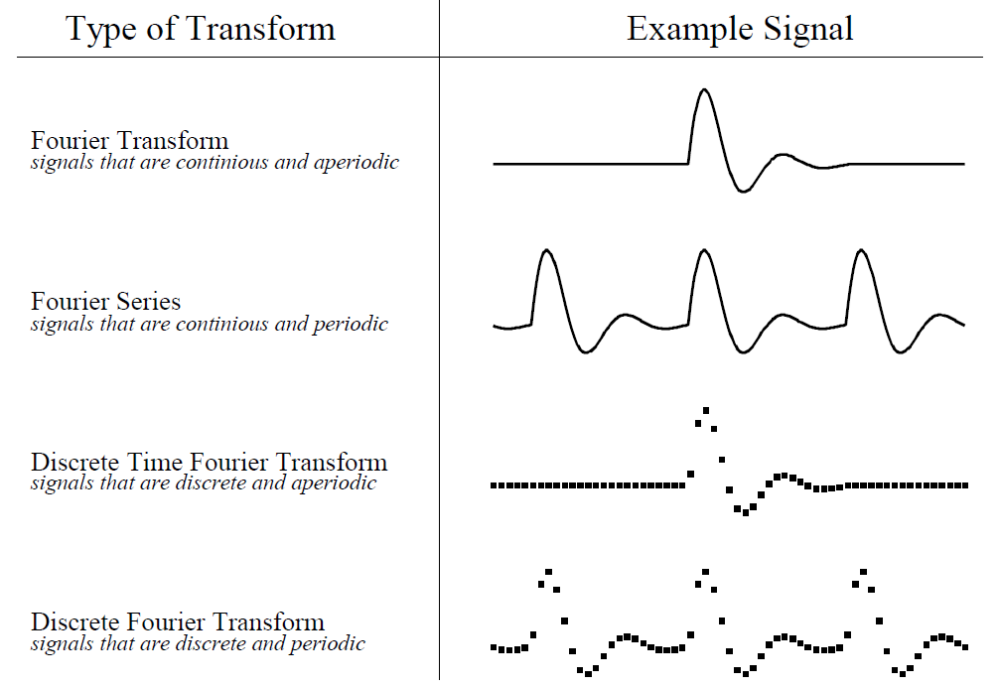 Type of Transform
Example Signal
Fourier Transform
signals that are continious and aperiodic
Fourier Series
signals that are continious and periodic
Discrete Time Fourier Transform
signals that are discrete and aperiodic
Discrete Fourier Transform
signals that are discrete and periodic